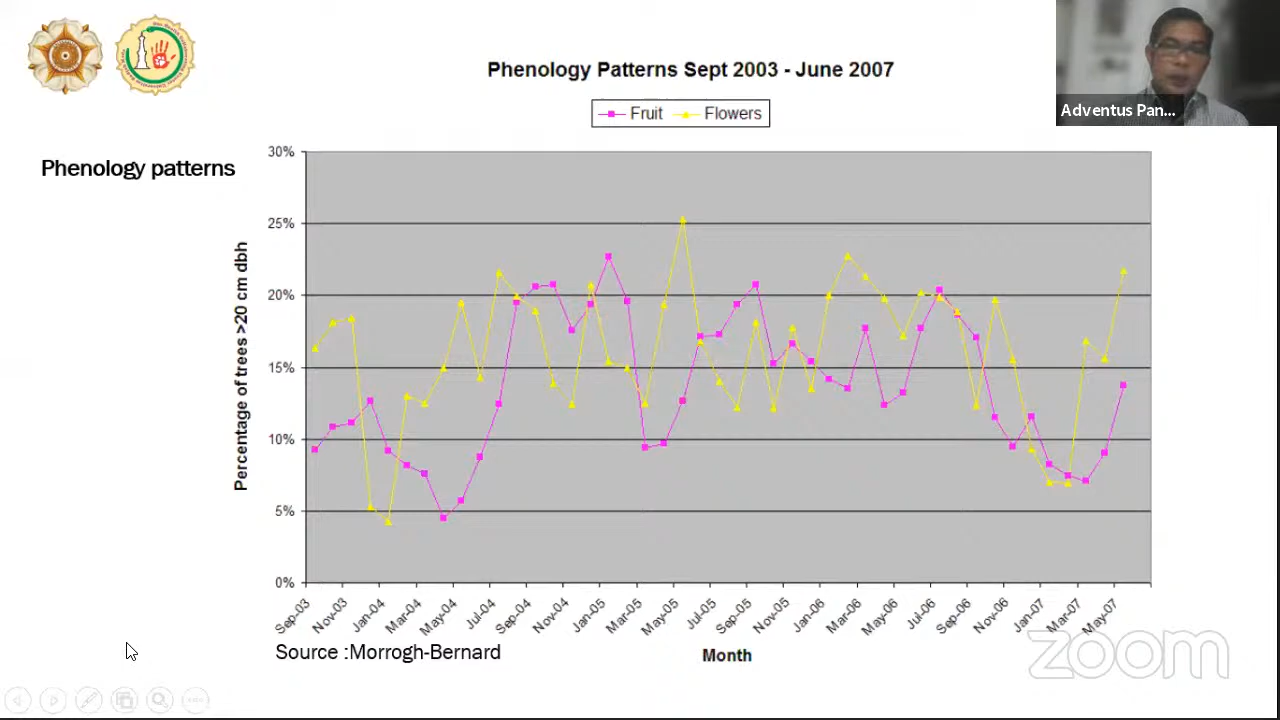 Phenology Patterns Sept 2003 - June 2007
Fruit Flowers
Adventus Pan...
Phenology patterns
Percentage of trees >20 cm dbh
30%
25%
20%
15%
10%
5%
0%
Sep-03 Nov-03 Jan-04 Mar-04 May-04 Jul-04 Sep-04 Nov-04 Jan-05 Mar-05 May-05 Jul-05 Sep-05 Nov-05 Jan-06 Mar-06 May-06 Jul-06 Sep-06 Nov-06 Jan-07 Mar-07 May-07
Month
Source :Morrogh-Bernard
zoom